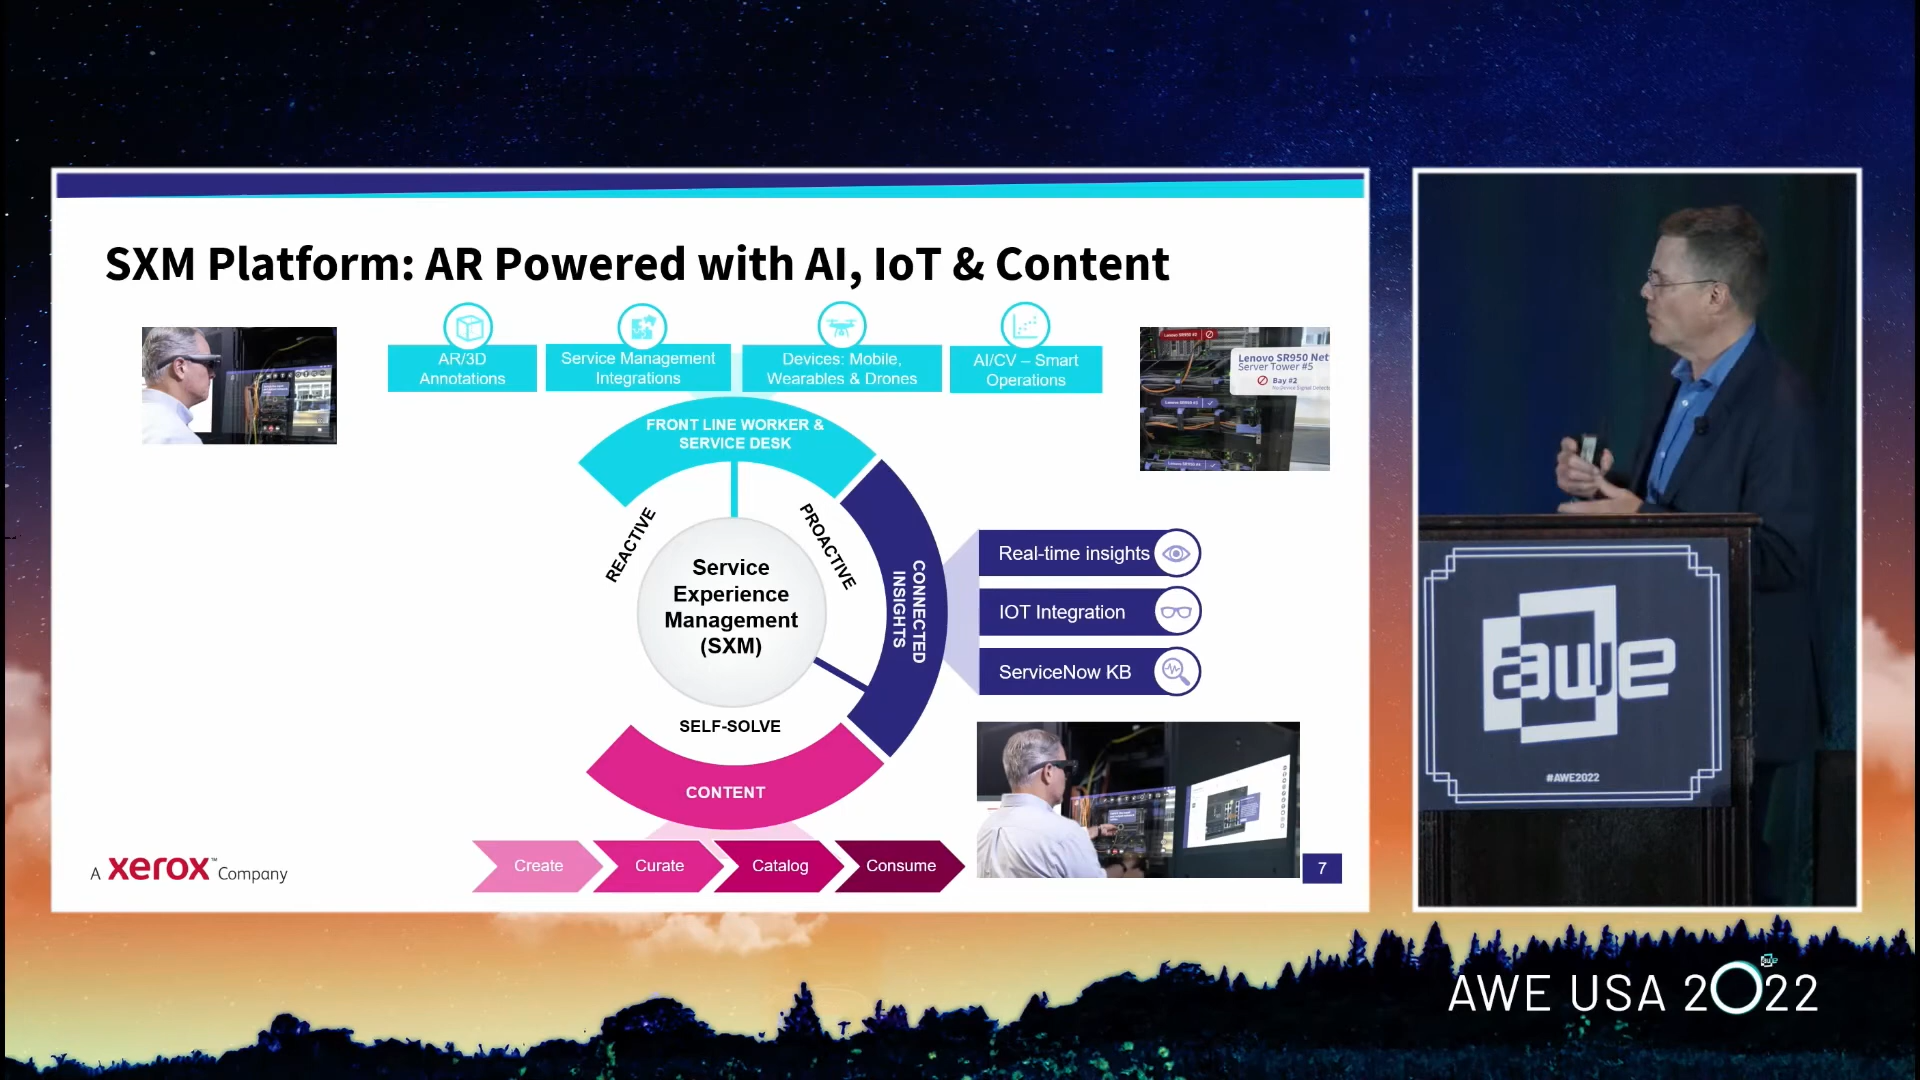 SXM Platform: AR Powered with AI, IoT & Content
AR/3D
Annotations
Service Management
Integrations
Devices: Mobile,
Wearables & Drones
AI/CV – Smart
Operations
Lenovo SR950 Net
Server Tower #5
Bay #2
FRONT LINE WORKER &
SERVICE DESK
REACTIVE
PROACTIVE
CONNECTED
INSIGHTS
Service
Experience
Management
(SXM)
Real-time insights
IOT Integration
ServiceNow KB
SELF-SOLVE
CONTENT
Create
Curate
Catalog
Consume
A xerox™ Company
7
awe
#AWE2022
AWE USA 2022